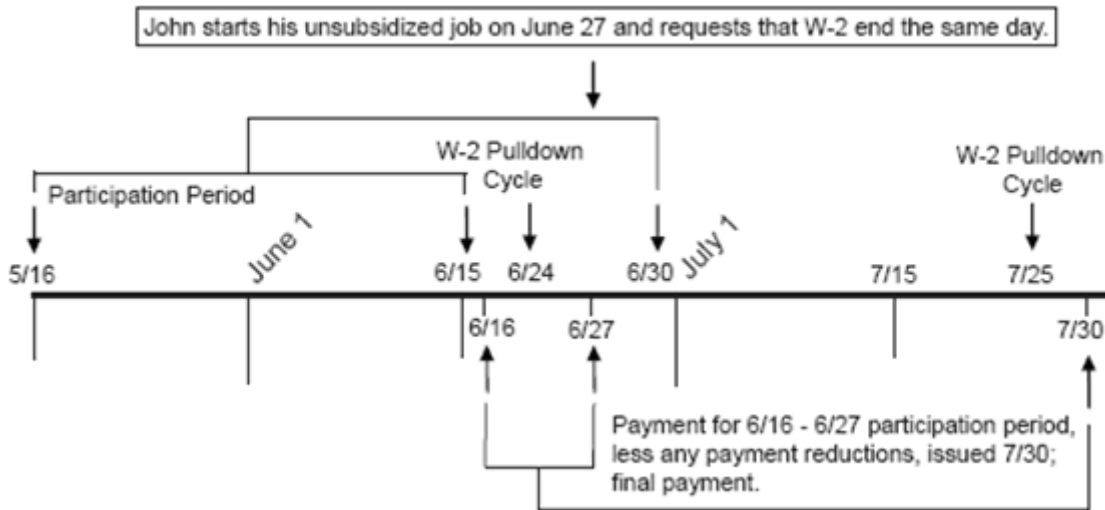 John starts his unsubsidized job on June 27 and requests that W-2 end the same day.
W-2 Pulldown
Cycle
W-2 Pulldown
Cycle
Participation Period
June 1
July 1
5/16
6/15
6/24
6/30
7/15
7/25
6/16
6/27
7/30
Payment for 6/16 - 6/27 participation period,
less any payment reductions, issued 7/30;
final payment.